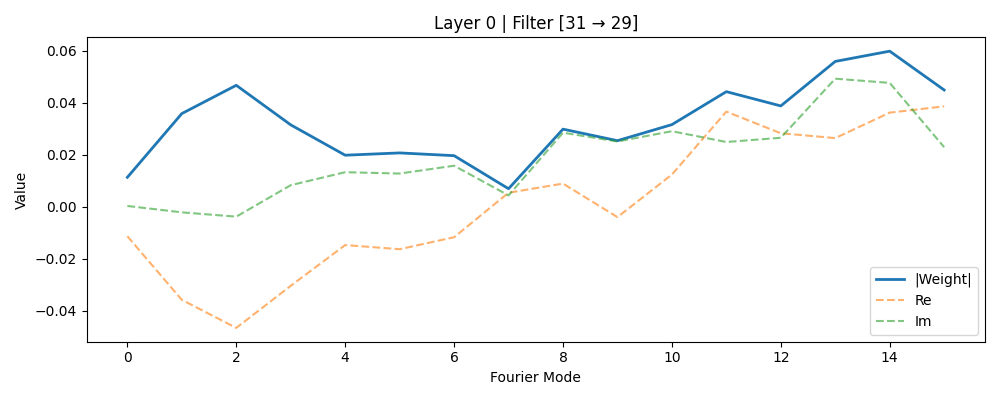 Layer 0 | Filter [31 → 29]
Value
0.06
0.04
0.02
0.00
−0.02
−0.04
0 2 4 6 8 10 12 14
Fourier Mode
|Weight|
Re
Im